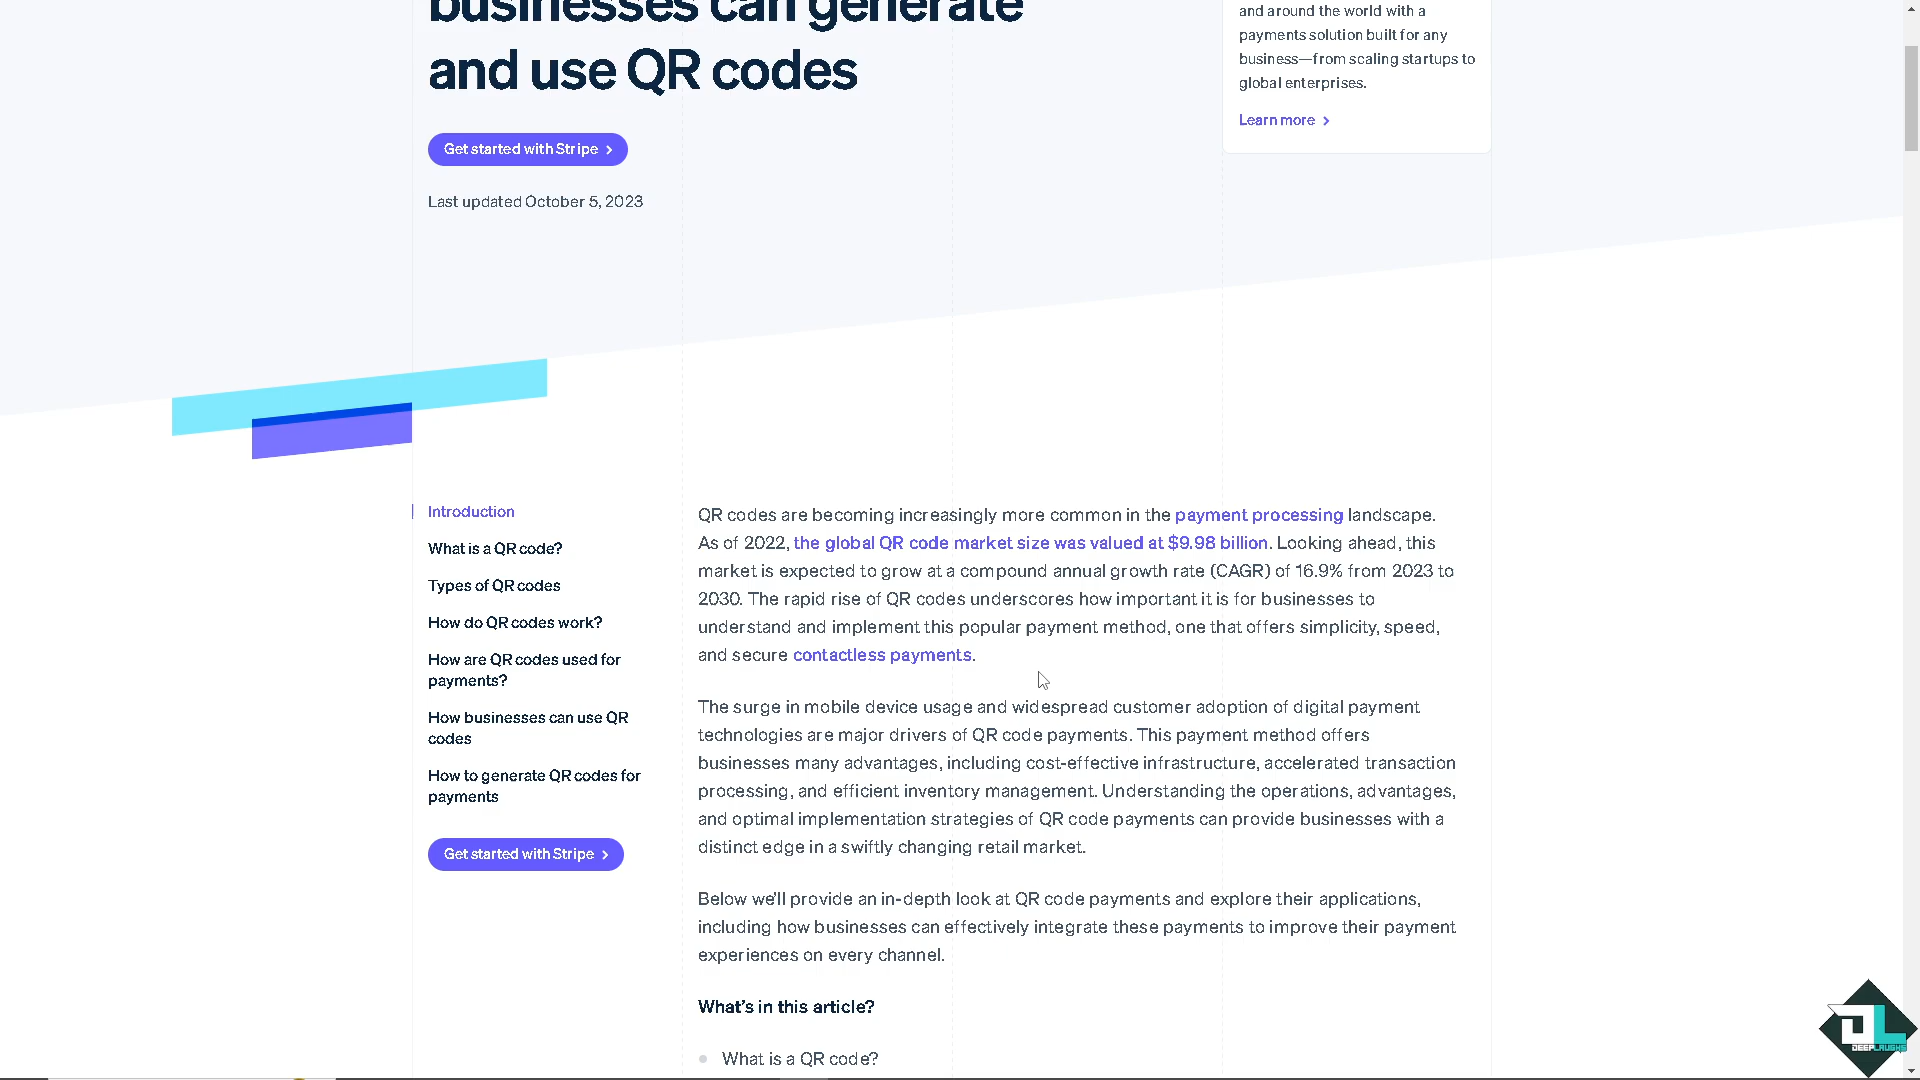 businesses can generate
and use QR codes
Get started with Stripe
Last updated October 5, 2023
and around the world with a
payments solution built for any
business—from scaling startups to
global enterprises.
Learn more
Introduction
What is a QR code?
Types of QR codes
How do QR codes work?
How are QR codes used for
payments?
How businesses can use QR
codes
How to generate QR codes for
payments
Get started with Stripe
QR codes are becoming increasingly more common in the payment processing landscape.
As of 2022, the global QR code market size was valued at $9.98 billion. Looking ahead, this
market is expected to grow at a compound annual growth rate (CAGR) of 16.9% from 2023 to
2030. The rapid rise of QR codes underscores how important it is for businesses to
understand and implement this popular payment method, one that offers simplicity, speed,
and secure contactless payments.
The surge in mobile device usage and widespread customer adoption of digital payment
technologies are major drivers of QR code payments. This payment method offers
businesses many advantages, including cost-effective infrastructure, accelerated transaction
processing, and efficient inventory management. Understanding the operations, advantages,
and optimal implementation strategies of QR code payments can provide businesses with a
distinct edge in a swiftly changing retail market.
Below we'll provide an in-depth look at QR code payments and explore their applications,
including how businesses can effectively integrate these payments to improve their payment
experiences on every channel.
What's in this article?
What is a QR code?
DL
DEEPLAUGHS